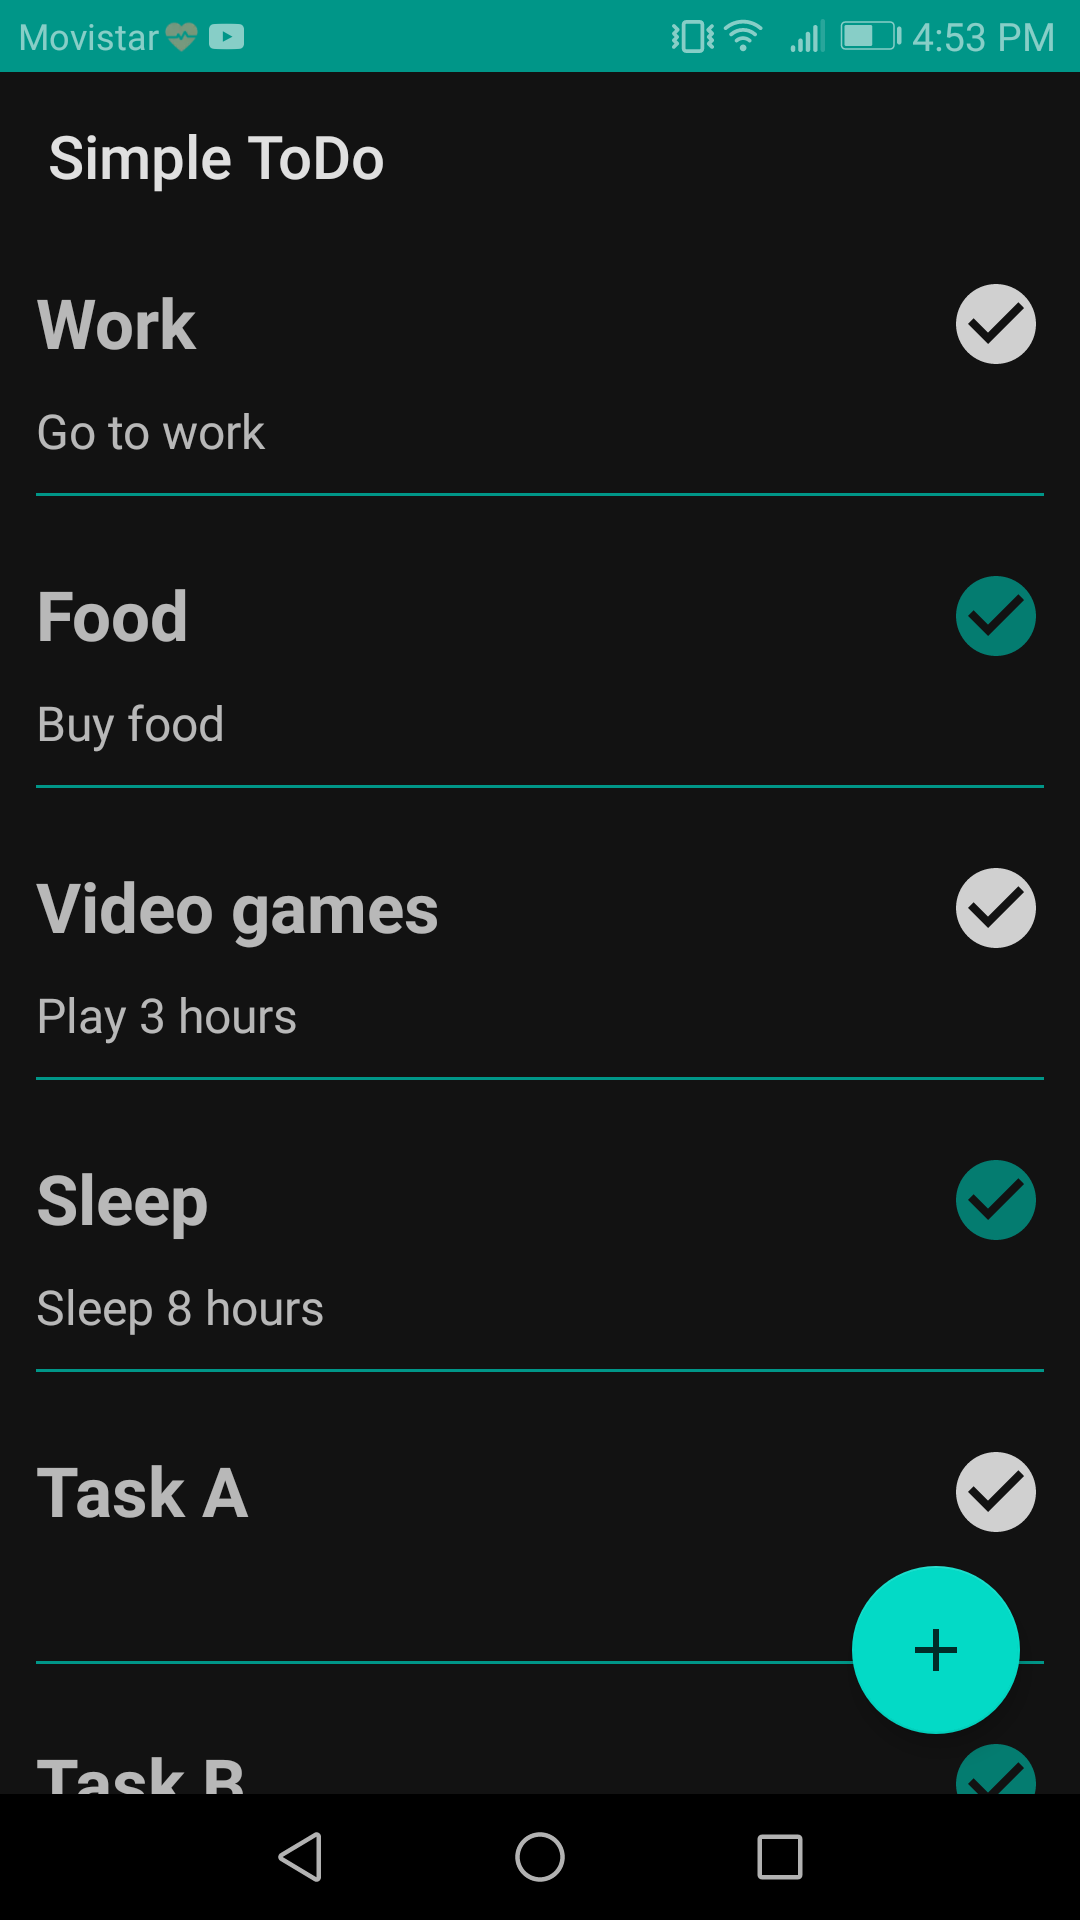 Movistar 4:53 PM
Simple ToDo
Work
Go to work
Food
Buy food
Video games
Play 3 hours
Sleep
Sleep 8 hours
Task A
Task B